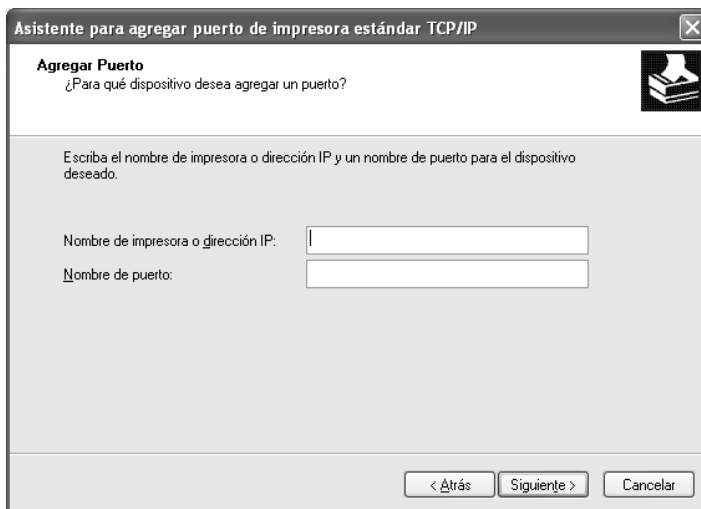 Asistente para agregar puerto de impresora estándar TCP/IP
Agregar Puerto
¿Para qué dispositivo desea agregar un puerto?
Escriba el nombre de impresora o dirección IP y un nombre de puerto para el dispositivo
deseado.
Nombre de impresora o dirección IP:
Nombre de puerto:
< Atrás
Siguiente >
Cancelar